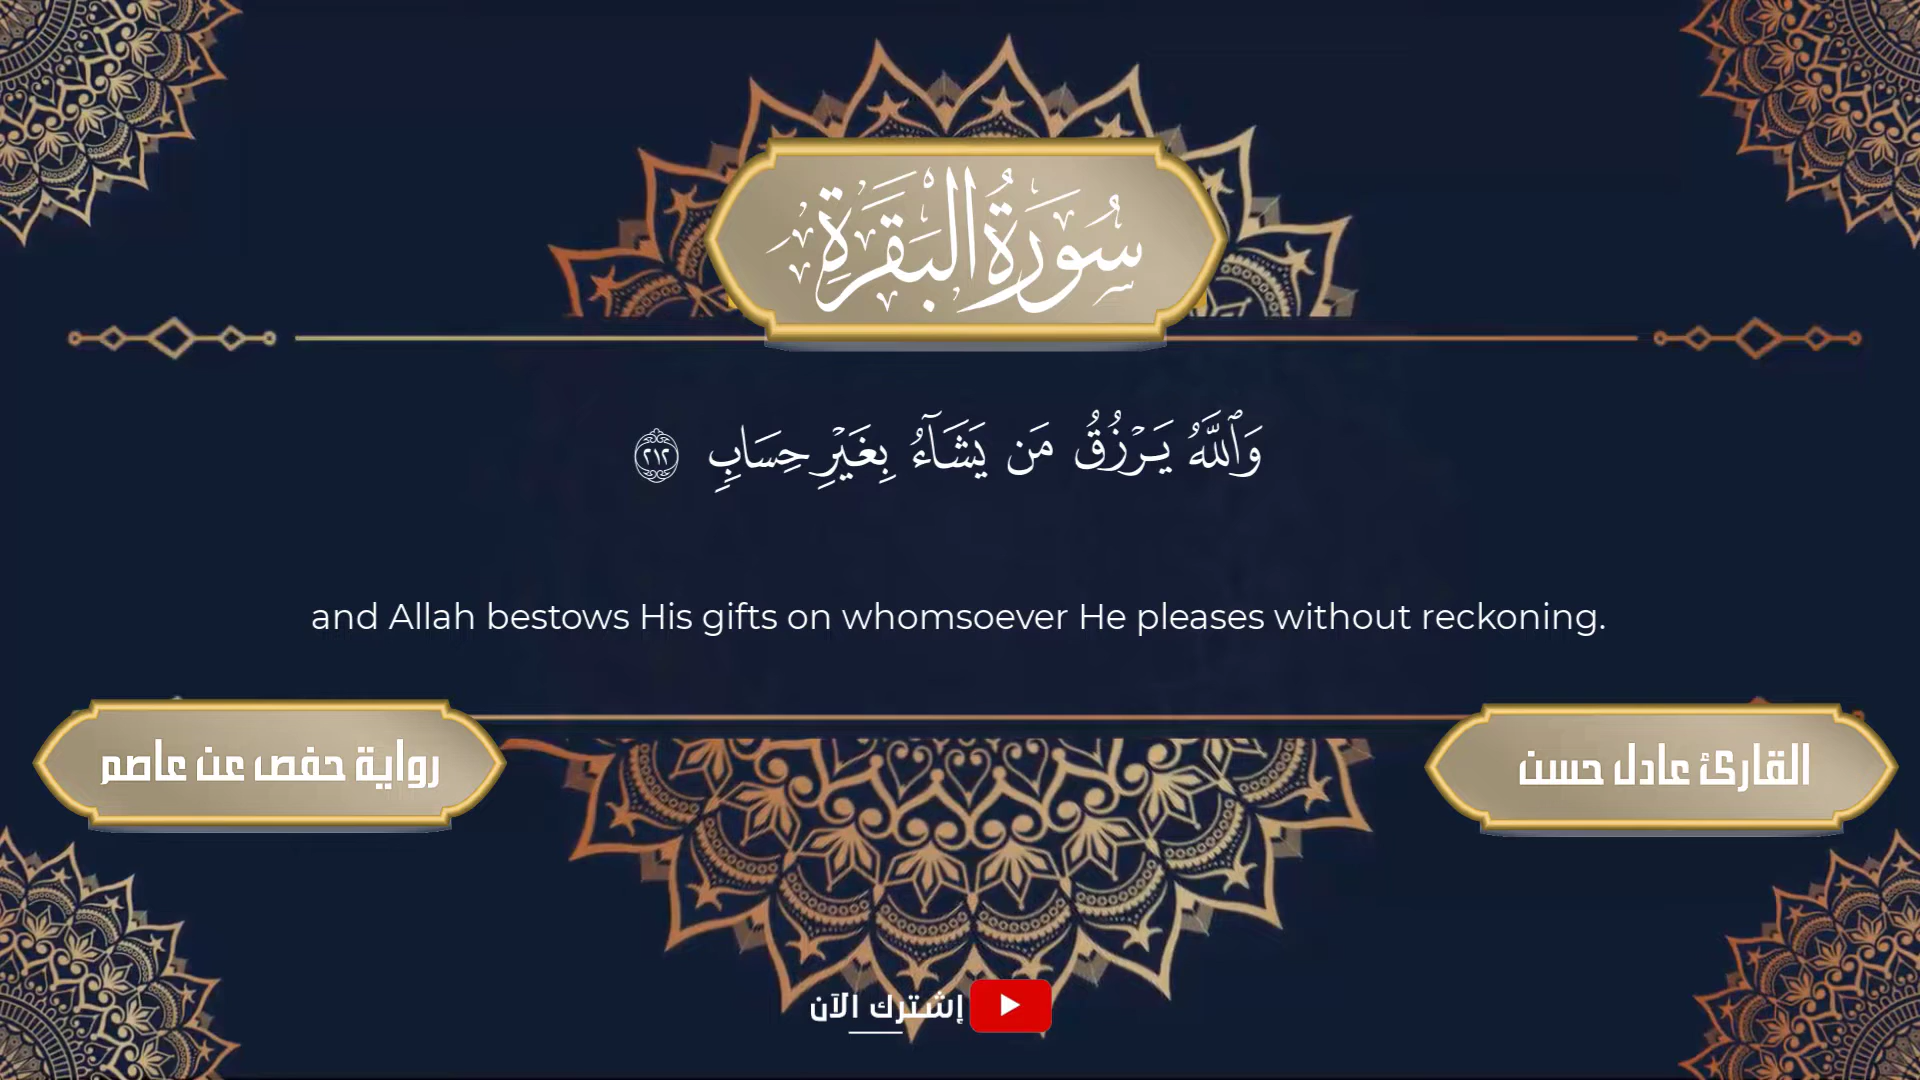 سُورَةُ البَقَرَةِ
وَٱللَّهُ يَرۡزُقُ مَن يَشَآءُ بِغَيۡرِ حِسَابٖ ٢١٢
and Allah bestows His gifts on whomsoever He pleases without reckoning.
القارئ عادل حسن
رواية حفص عن عاصم
إشترك الآن